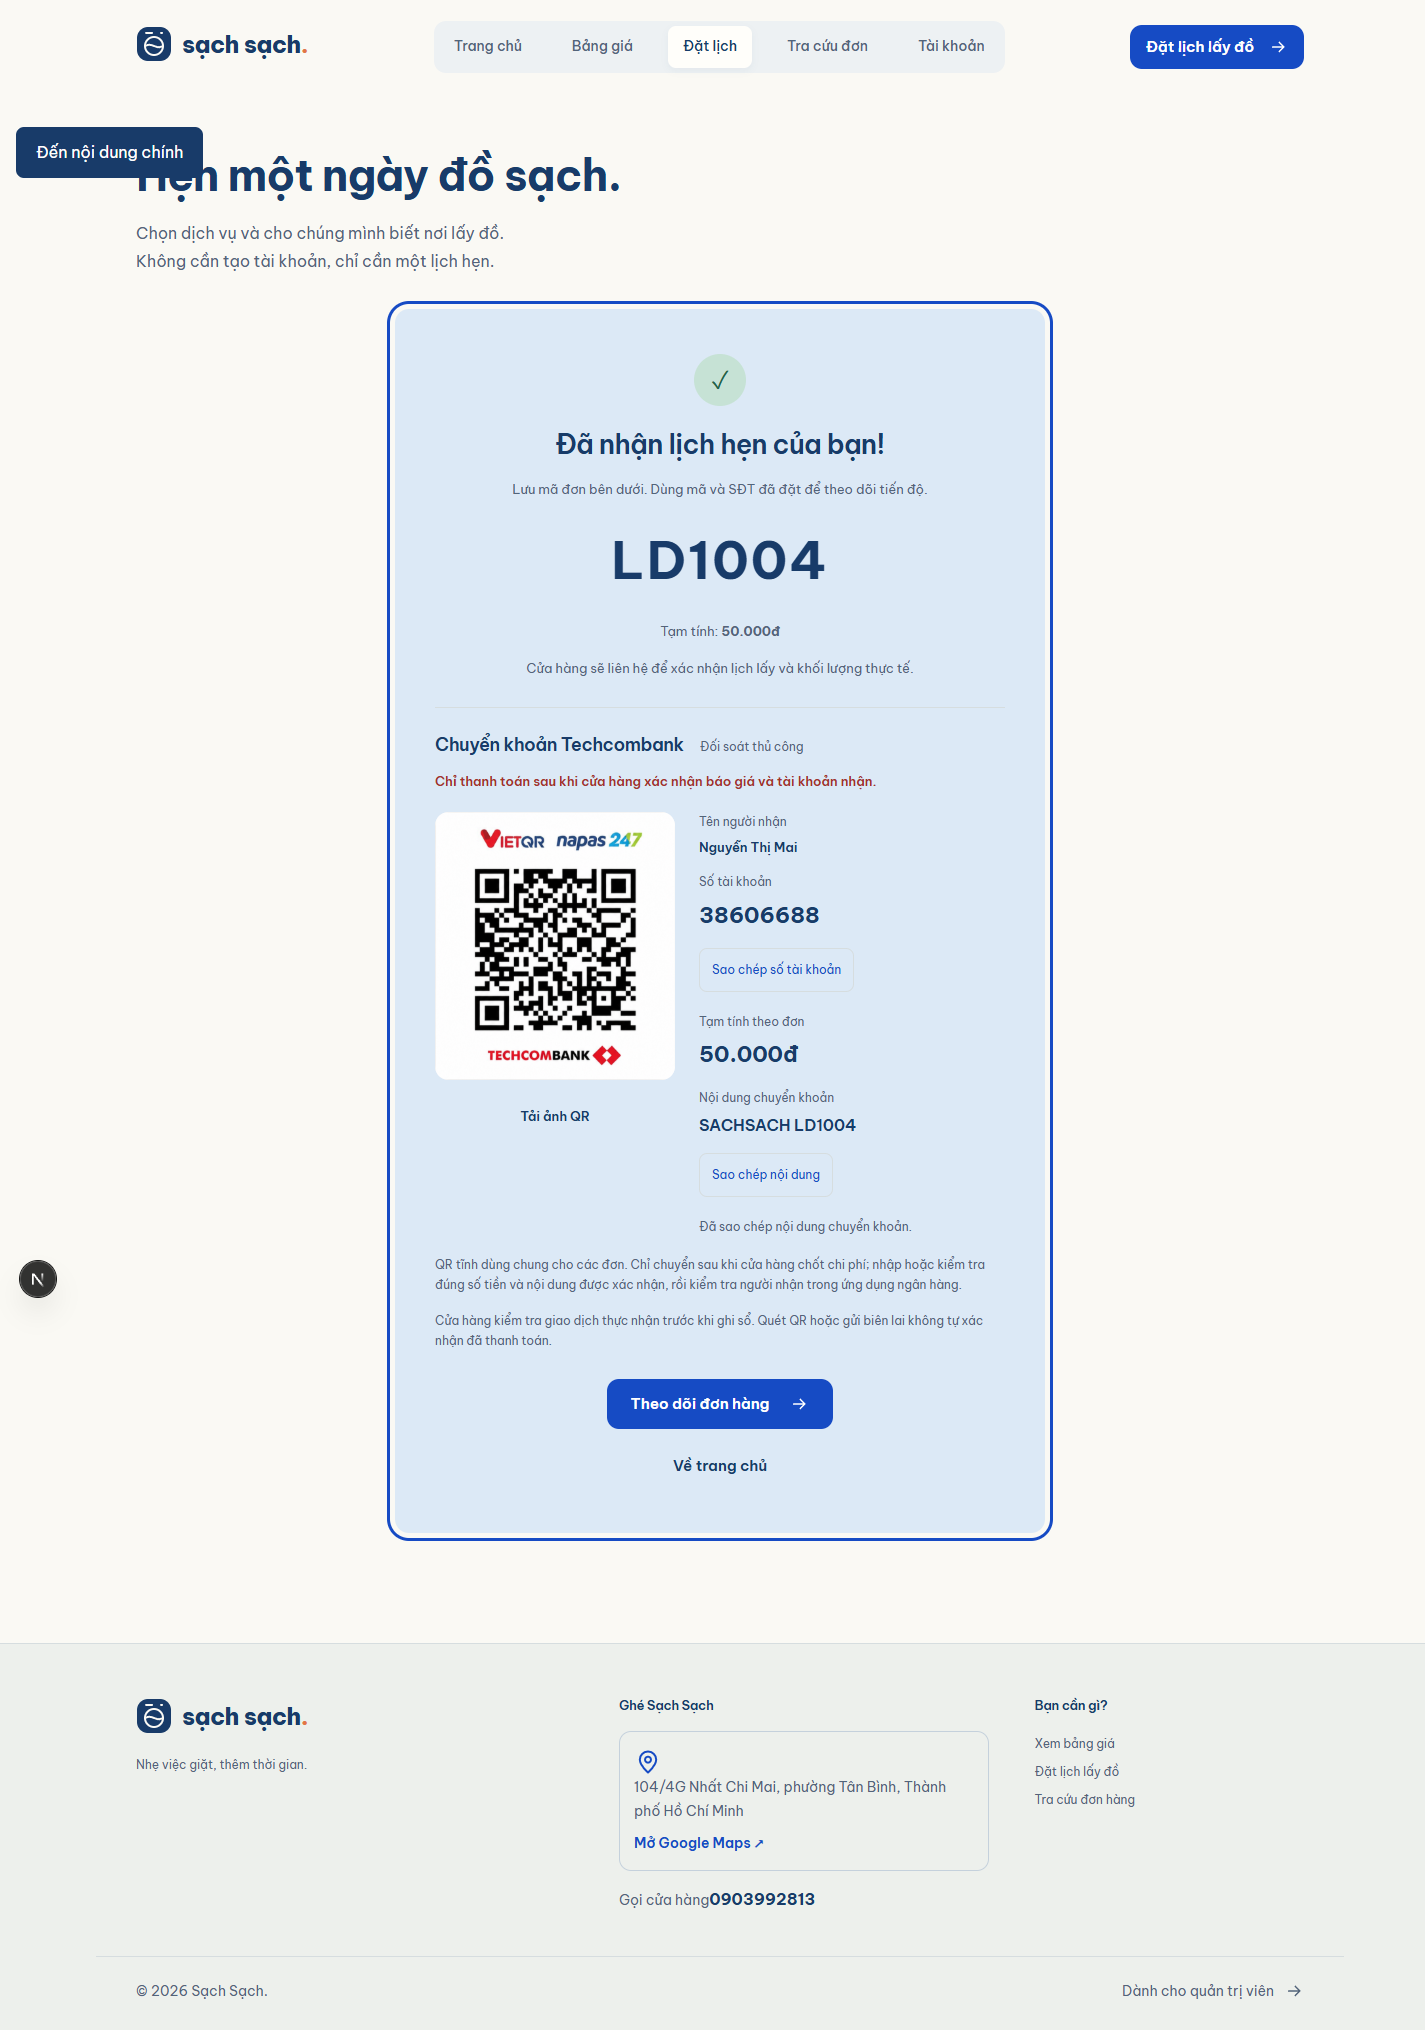 sạch sạch.
Trang chủ
Bảng giá
Đặt lịch
Tra cứu đơn
Tài khoản
Đặt lịch lấy đồ →
Đến nội dung chính
Hẹn một ngày đồ sạch.
Chọn dịch vụ và cho chúng mình biết nơi lấy đồ.
Không cần tạo tài khoản, chỉ cần một lịch hẹn.
✓
Đã nhận lịch hẹn của bạn!
Lưu mã đơn bên dưới. Dùng mã và SĐT đã đặt để theo dõi tiến độ.
LD1004
Tạm tính: 50.000đ
Cửa hàng sẽ liên hệ để xác nhận lịch lấy và khối lượng thực tế.
Chuyển khoản Techcombank Đối soát thủ công
Chỉ thanh toán sau khi cửa hàng xác nhận báo giá và tài khoản nhận.
VIETQR napas 247
TECHCOMBANK
Tải ảnh QR
Tên người nhận
Nguyễn Thị Mai
Số tài khoản
38606688
Sao chép số tài khoản
Tạm tính theo đơn
50.000đ
Nội dung chuyển khoản
SACHSACH LD1004
Sao chép nội dung
Đã sao chép nội dung chuyển khoản.
QR tĩnh dùng chung cho các đơn. Chỉ chuyển sau khi cửa hàng chốt chi phí; nhập hoặc kiểm tra
đúng số tiền và nội dung được xác nhận, rồi kiểm tra người nhận trong ứng dụng ngân hàng.
Cửa hàng kiểm tra giao dịch thực nhận trước khi ghi sổ. Quét QR hoặc gửi biên lai không tự xác
nhận đã thanh toán.
Theo dõi đơn hàng →
Về trang chủ
N
sạch sạch.
Nhẹ việc giặt, thêm thời gian.
Ghé Sạch Sạch
104/4G Nhất Chi Mai, phường Tân Bình, Thành
phố Hồ Chí Minh
Mở Google Maps ↗
Gọi cửa hàng0903992813
Bạn cần gì?
Xem bảng giá
Đặt lịch lấy đồ
Tra cứu đơn hàng
© 2026 Sạch Sạch.
Dành cho quản trị viên →